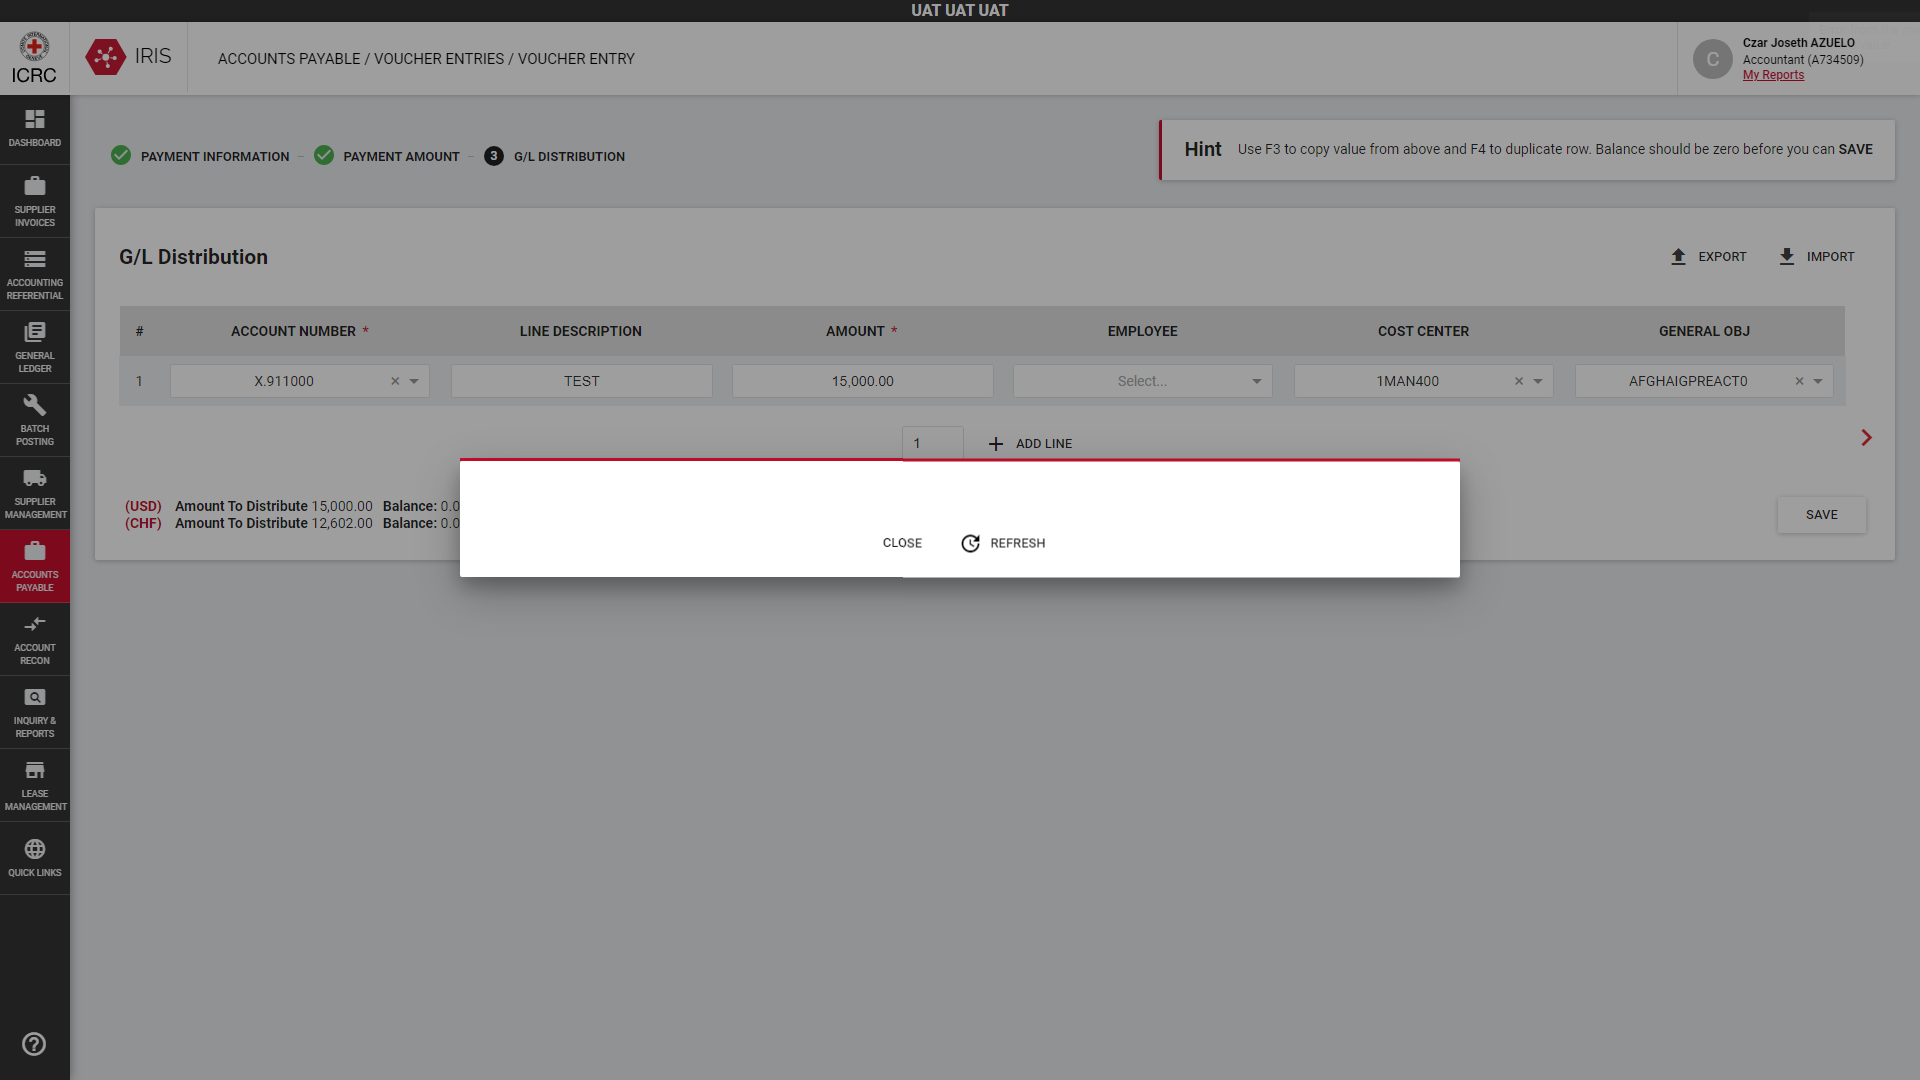 UAT UAT UAT
ICRC
IRIS
ACCOUNTS PAYABLE / VOUCHER ENTRIES / VOUCHER ENTRY
C
Czar Joseth AZUELO
Accountant (A734509)
My Reports
DASHBOARD
SUPPLIER
INVOICES
ACCOUNTING
REFERENTIAL
GENERAL
LEDGER
BATCH
POSTING
SUPPLIER
MANAGEMENT
ACCOUNTS
PAYABLE
ACCOUNT
RECON
INQUIRY &
REPORTS
LEASE
MANAGEMENT
QUICK LINKS
PAYMENT INFORMATION
PAYMENT AMOUNT
3 G/L DISTRIBUTION
Hint Use F3 to copy value from above and F4 to duplicate row. Balance should be zero before you can SAVE
G/L Distribution
EXPORT
IMPORT
# ACCOUNT NUMBER * LINE DESCRIPTION AMOUNT * EMPLOYEE COST CENTER GENERAL OBJ
1 X.911000 TEST 15,000.00 Select... 1MAN400 AFGHAIGPREACT0
1 ADD LINE
(USD) Amount To Distribute 15,000.00 Balance: 0.0
(CHF) Amount To Distribute 12,602.00 Balance: 0.0
SAVE
CLOSE
REFRESH